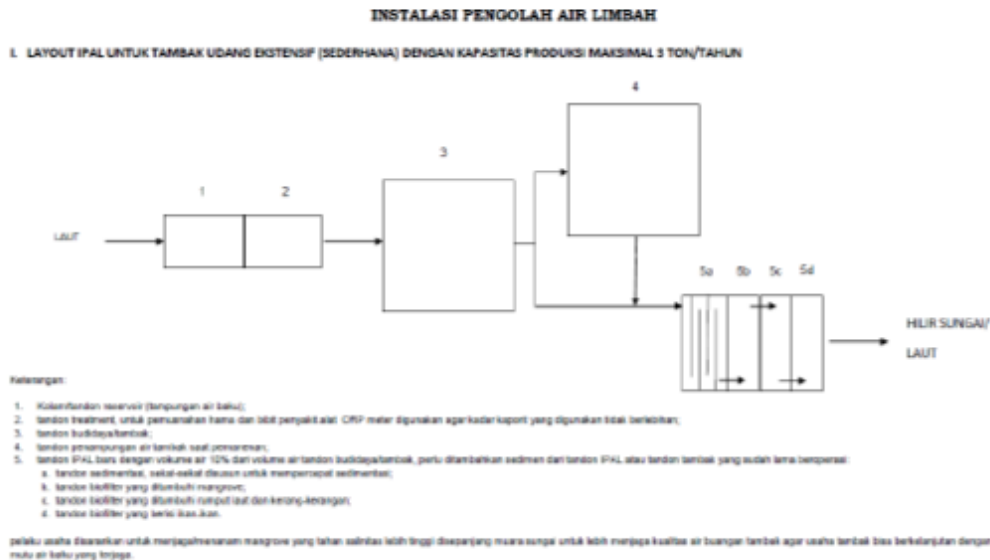 INSTALASI PENGOLAH AIR LIMBAH
I. LAYOUT IPAL UNTUK TAMBAK UDANG EKSTENSIF (SEDERHANA) DENGAN KAPASITAS PRODUKSI MAKSIMAL 3 TON/TAHUN
4
3
1 2
LAUT
5a 5b 5c 5d
HILIR SUNGAI/
LAUT
Keterangan:
1. Kolam/tandon reservoir (tampungan air baku);
2. tandon treatment, untuk pemusnahan hama dan bibit penyakit.alat ORP meter digunakan agar kadar kaporit yang digunakan tidak berlebihan;
3. tandon budidaya/tambak;
4. tandon penampungan air tambak saat pemanenan;
5. tandon IPAL baru dengan volume air 10% dari volume air tandon budidaya/tambak, perlu ditambahkan sedimen dari tandon IPAL atau tandon tambak yang sudah lama beroperasi:
a. tandon sedimentasi, sekat-sekat disusun untuk mempercepat sedimentasi;
b. tandon biofilter yang ditumbuhi mangrove;
c. tandon biofilter yang ditumbuhi rumput laut dan kerang-kerangan;
d. tandon biofilter yang berisi ikan-ikan.
pelaku usaha disarankan untuk menjaga/menanam mangrove yang tahan salinitas lebih tinggi disepanjang muara sungai untuk lebih menjaga kualitas air buangan tambak agar usaha tambak bisa berkelanjutan dengan
mutu air baku yang terjaga.